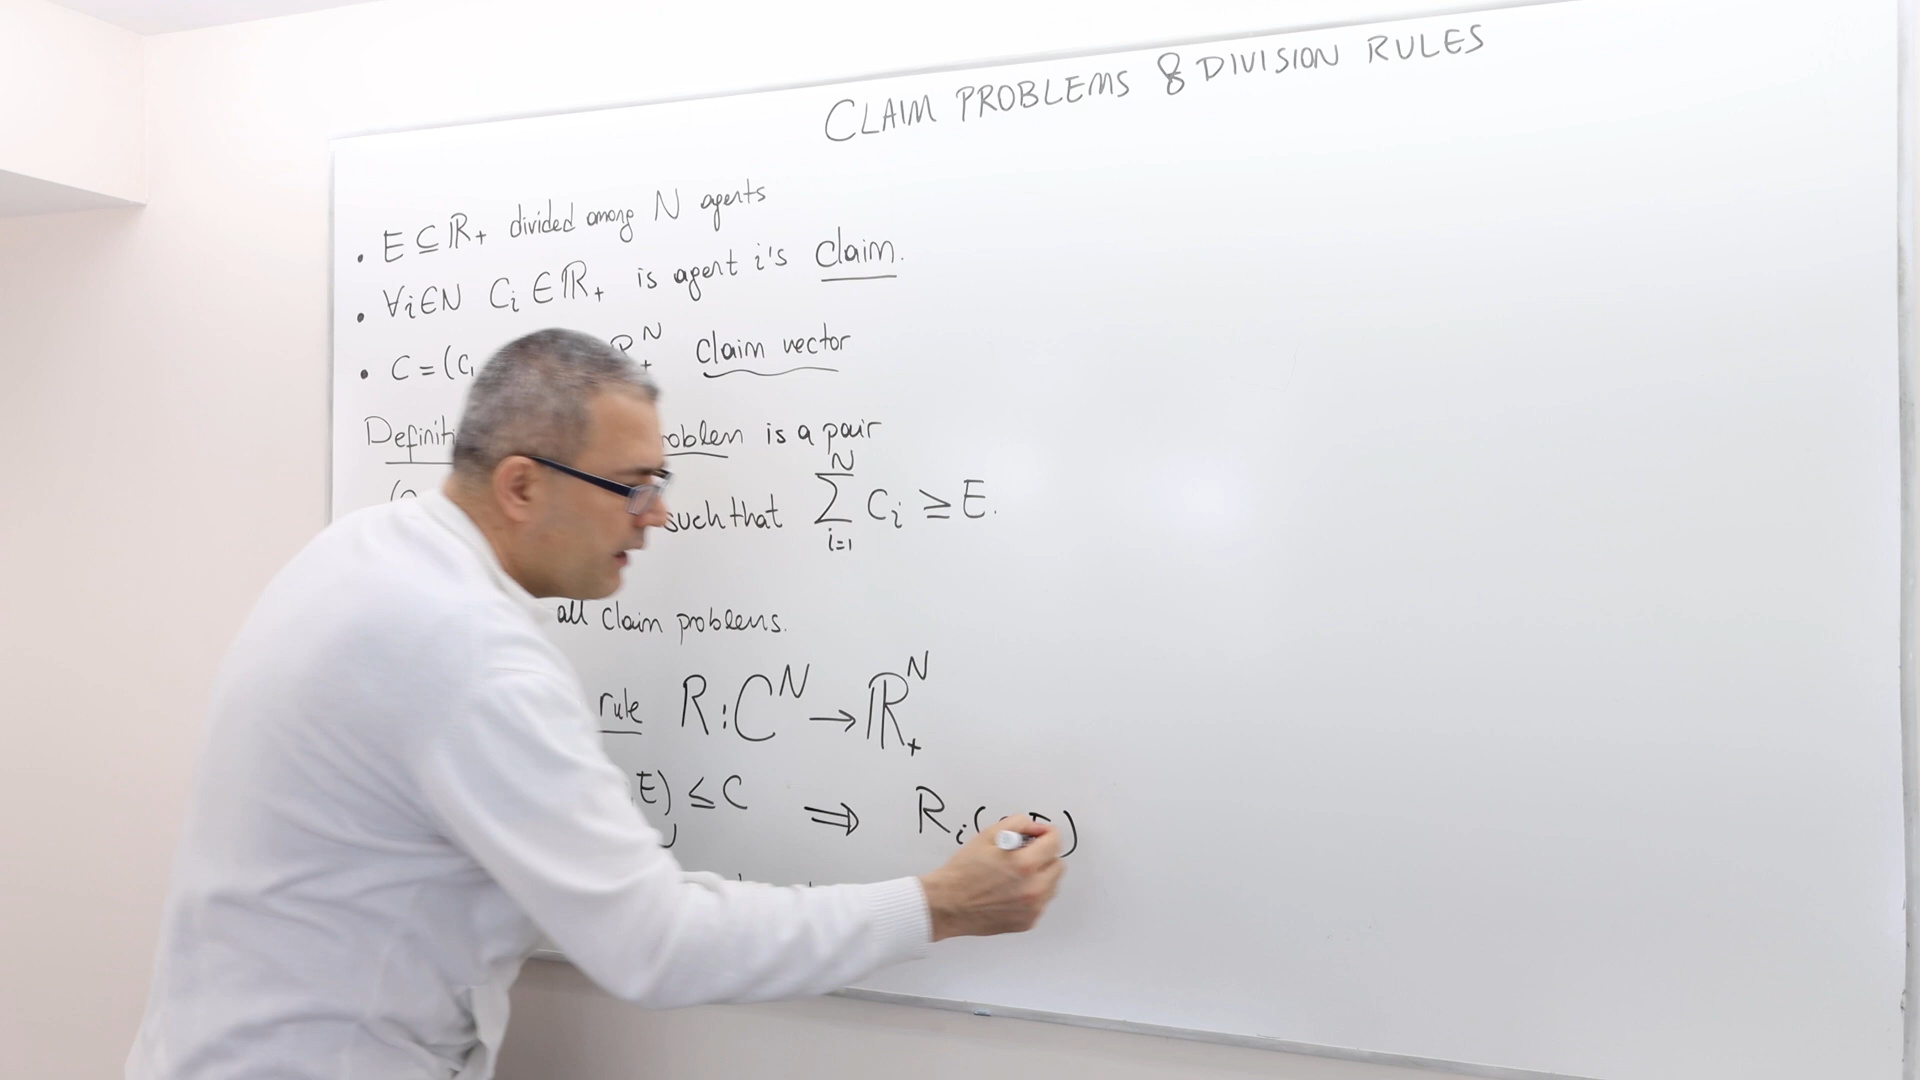 CLAIM PROBLEMS & DIVISION RULES
• E ⊆ ℝ₊ divided among N agents
• ∀i∈N Cᵢ ∈ ℝ₊ is agent i's Claim.
• C = (C₁ ₊ᴺ Claim vector
Definiti oblem is a pair
such that ∑ᵢ₌₁ᴺ Cᵢ ≥ E.
all claim problems.
rule R : Cᴺ → ℝ₊ᴺ
E) ≤ C ⇒ Rᵢ( )